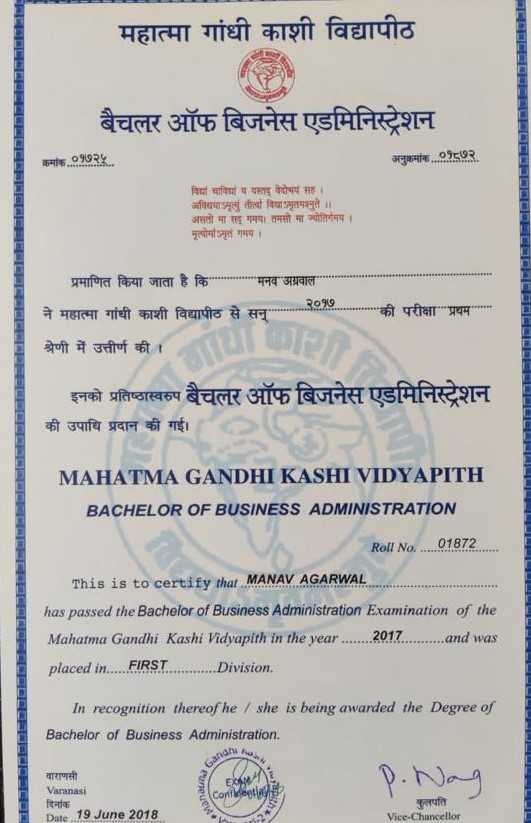 महात्मा गांधी काशी विद्यापीठ
बैचलर ऑफ बिजनेस एडमिनिस्ट्रेशन
क्रमांक ०१७२५
अनुक्रमांक ०१८७२
विद्यां चाविद्यां य यस्तद् वेदोभयं सह ।
अविद्यया मृत्युं तीर्त्वा विद्याऽमृतमश्नुते ।।
असतो मा सद् गमय। तमसो मा ज्योतिर्गमय ।
मृत्योर्माऽमृतं गमय ।
प्रमाणित किया जाता है कि मनव अग्रवाल
ने महात्मा गांधी काशी विद्यापीठ से सन् २०१७ की परीक्षा प्रथम
श्रेणी में उत्तीर्ण की ।
इनको प्रतिष्ठास्वरुप बैचलर ऑफ बिजनेस एडमिनिस्ट्रेशन
की उपाधि प्रदान की गई।
MAHATMA GANDHI KASHI VIDYAPITH
BACHELOR OF BUSINESS ADMINISTRATION
Roll No. 01872
This is to certify that MANAV AGARWAL
has passed the Bachelor of Business Administration Examination of the
Mahatma Gandhi Kashi Vidyapith in the year 2017 and was
placed in FIRST Division.
In recognition thereof he / she is being awarded the Degree of
Bachelor of Business Administration.
वाराणसी
Varanasi
दिनांक
Date 19 June 2018
Mahatma Gandhi Kashi
Exam
Confidential
P. Nag
कुलपति
Vice-Chancellor